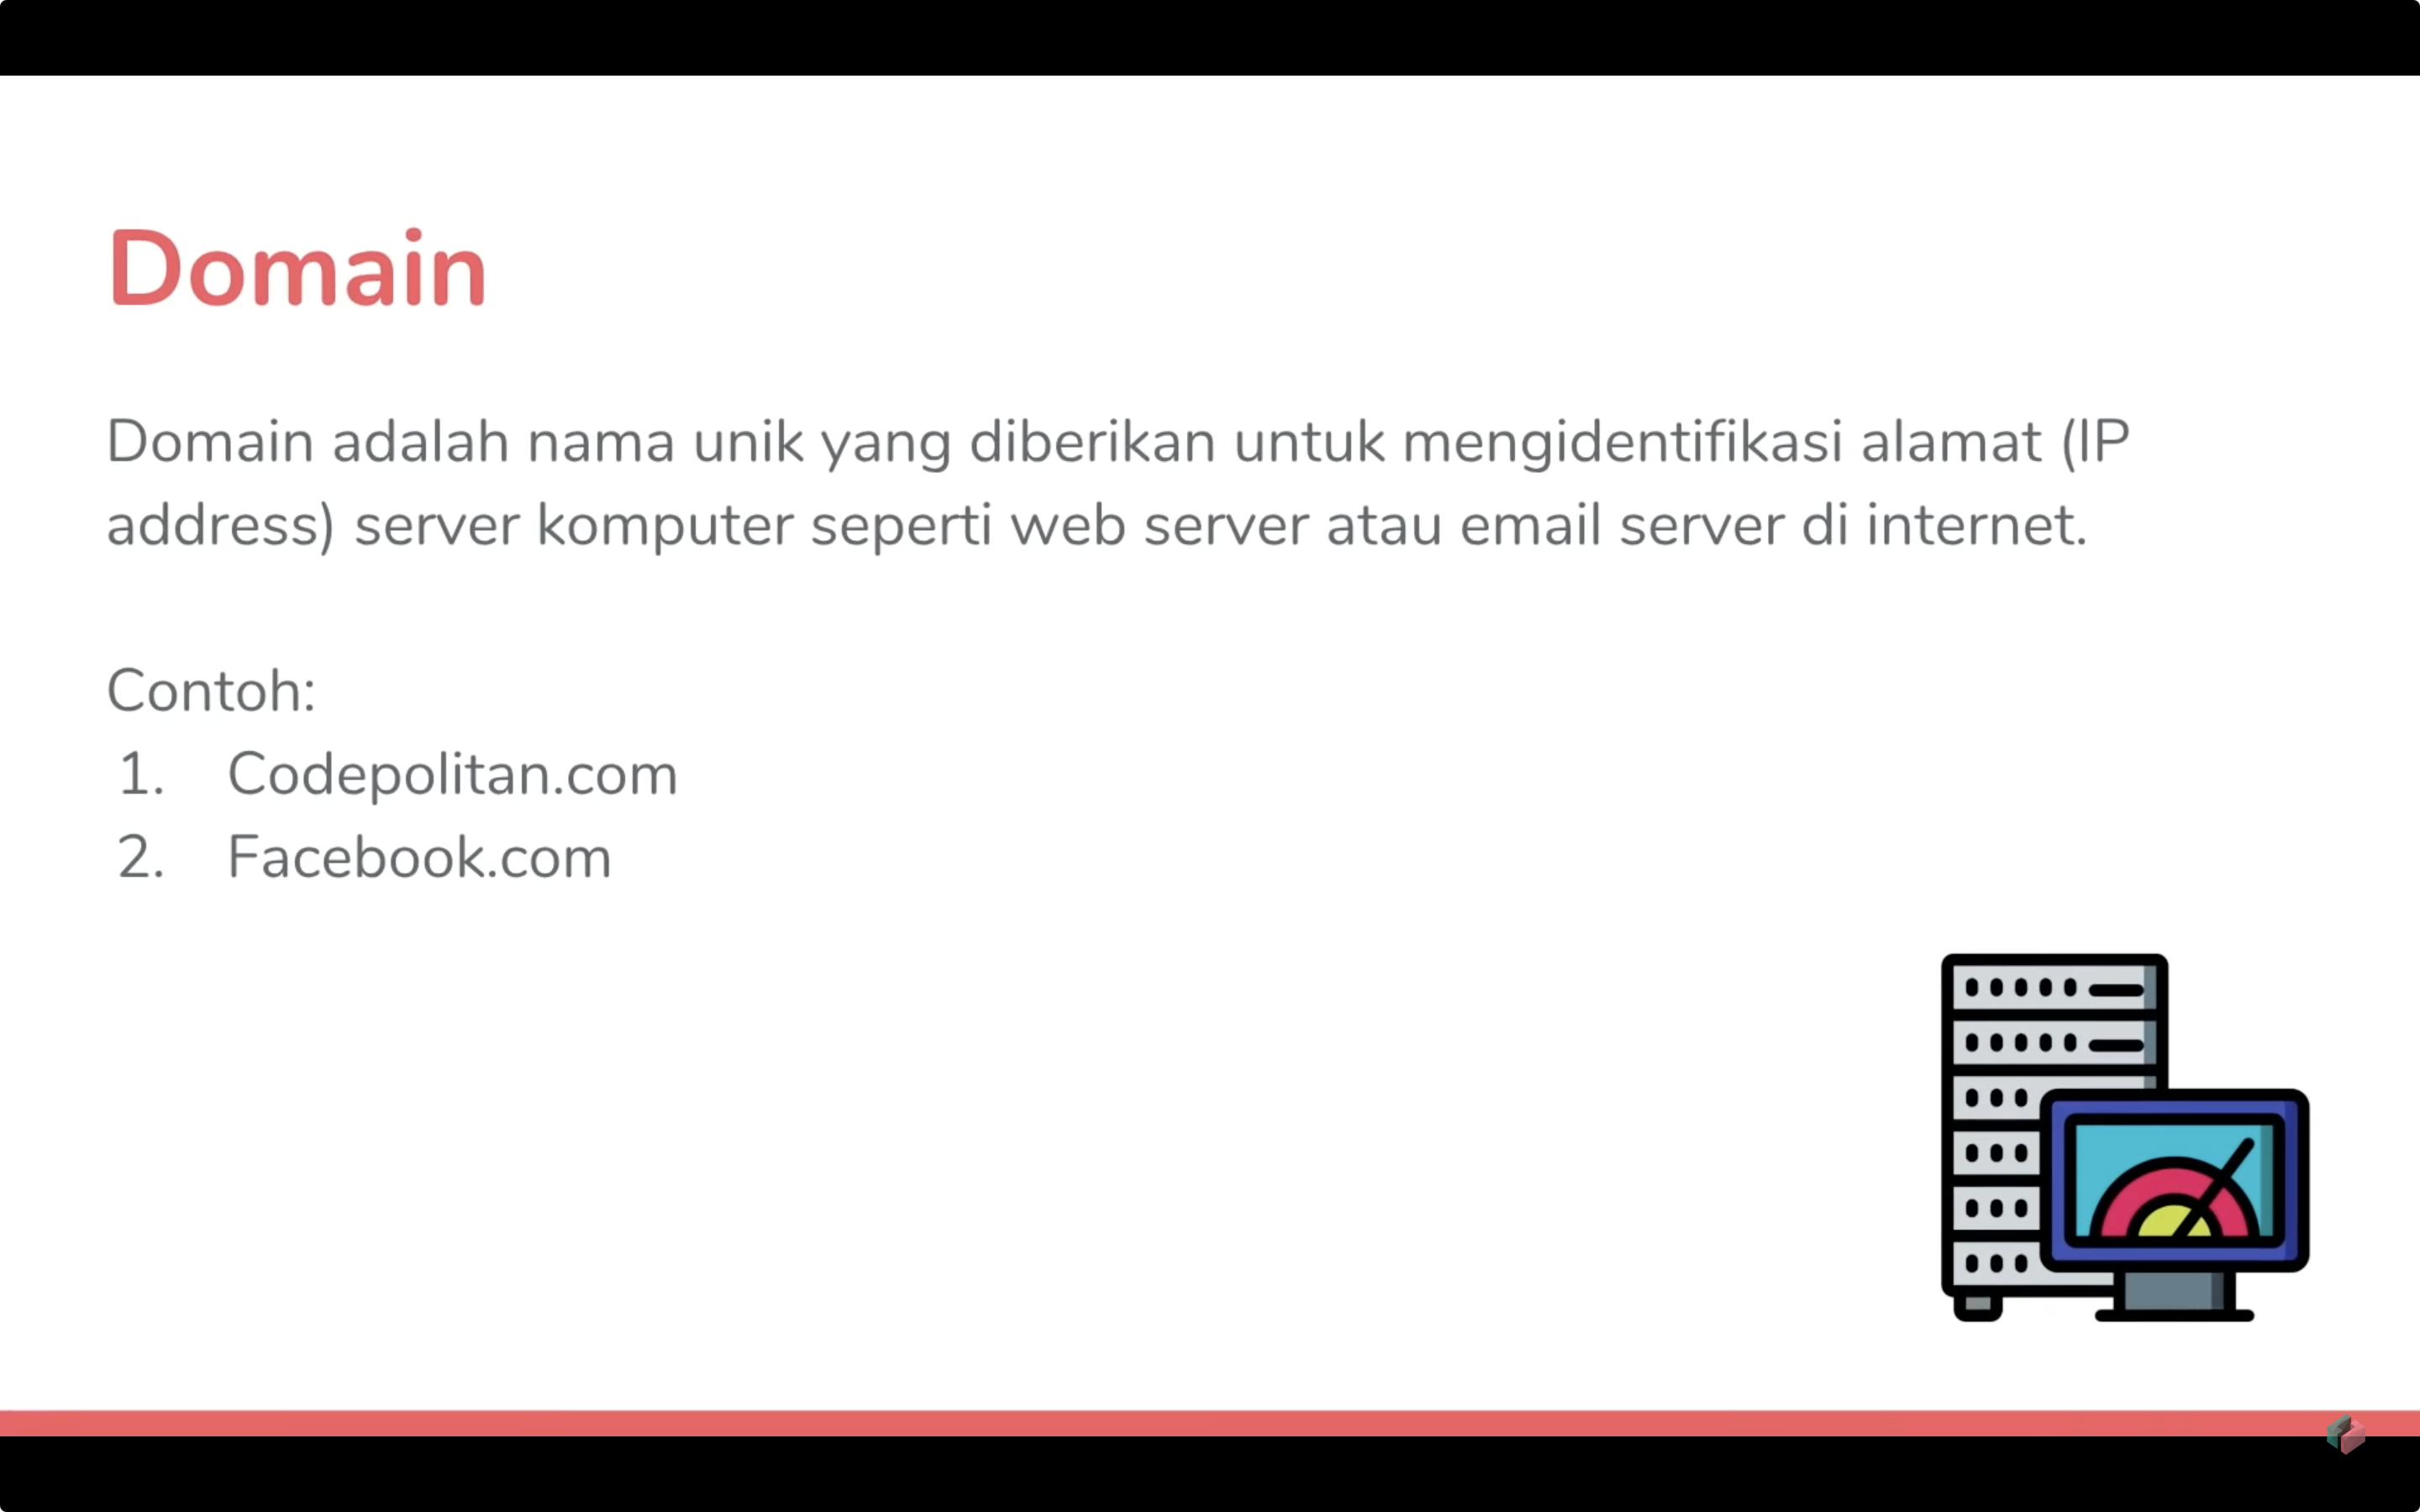 Domain
Domain adalah nama unik yang diberikan untuk mengidentifikasi alamat (IP
address) server komputer seperti web server atau email server di internet.
Contoh:
1. Codepolitan.com
2. Facebook.com